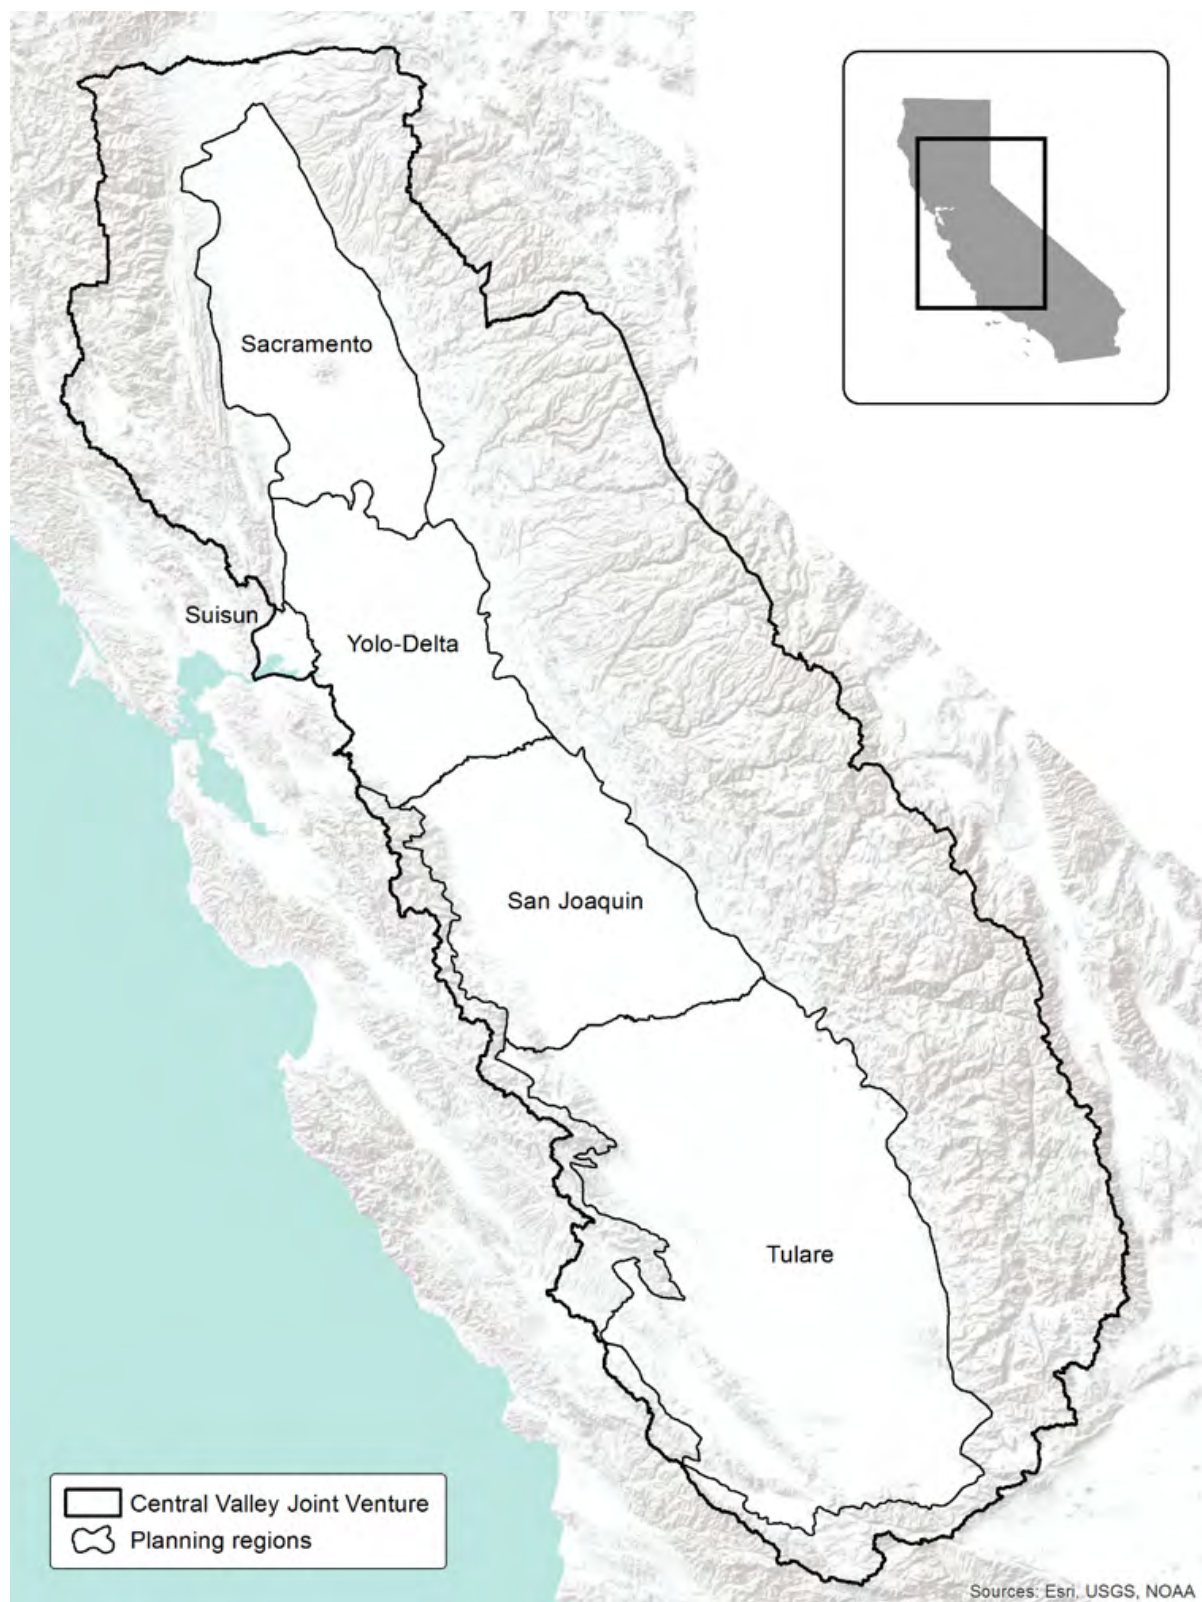 Sacramento
Suisun
Yolo-Delta
San Joaquin
Tulare
Central Valley Joint Venture
Planning regions
Sources: Esri, USGS, NOAA